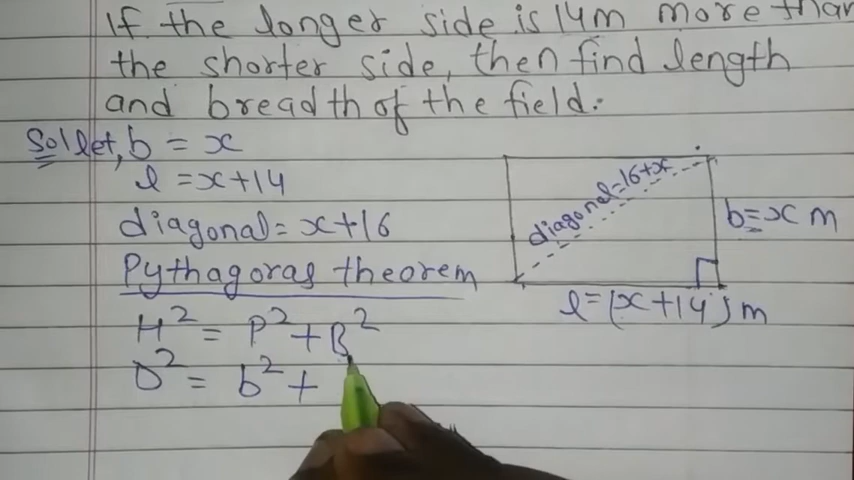 If the longer side is 14m more than
the shorter side, then find length
and breadth of the field.
Sol let, b = x
l = x+14
diagonal = x+16
Pythagoras theorem
H² = P² + B²
D² = b² +
diagonal=16+x
b=x m
l=(x+14)m